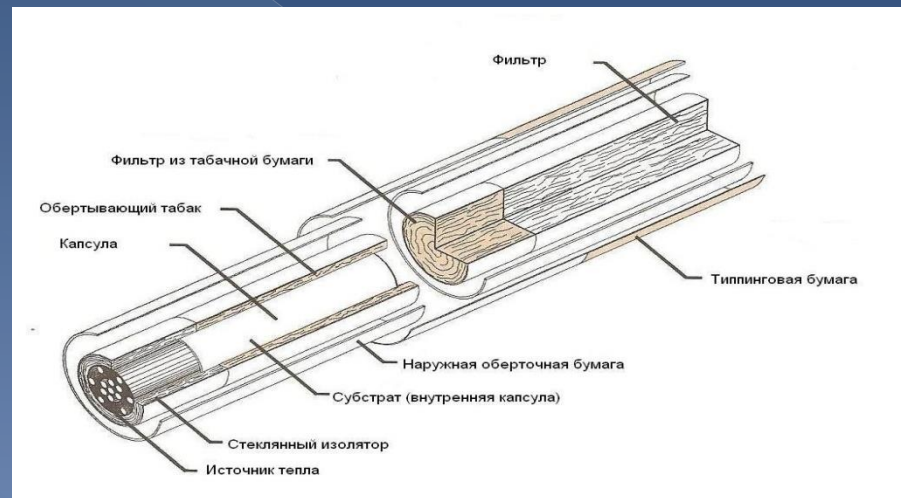 Фильтр
Фильтр из табачной бумаги
Обертывающий табак
Капсула
Типпинговая бумага
Наружная оберточная бумага
Субстрат (внутренняя капсула)
Стеклянный изолятор
Источник тепла